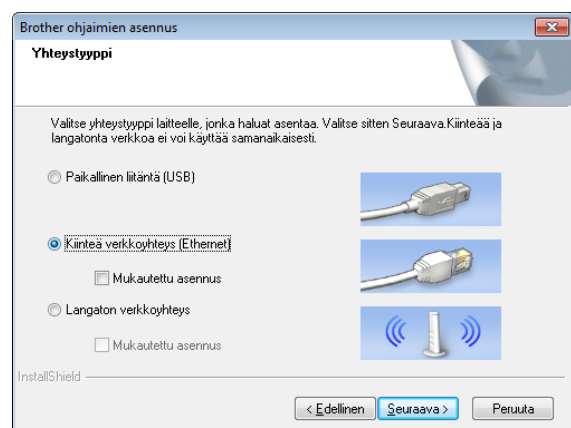 Brother ohjaimien asennus
Yhteystyyppi
Valitse yhteystyyppi laitteelle, jonka haluat asentaa. Valitse sitten Seuraava.Kiinteää ja
langatonta verkkoa ei voi käyttää samanaikaisesti.
Paikallinen liitäntä (USB)
Kiinteä verkkoyhteys (Ethernet)
Mukautettu asennus
Langaton verkkoyhteys
Mukautettu asennus
InstallShield
< Edellinen Seuraava > Peruuta